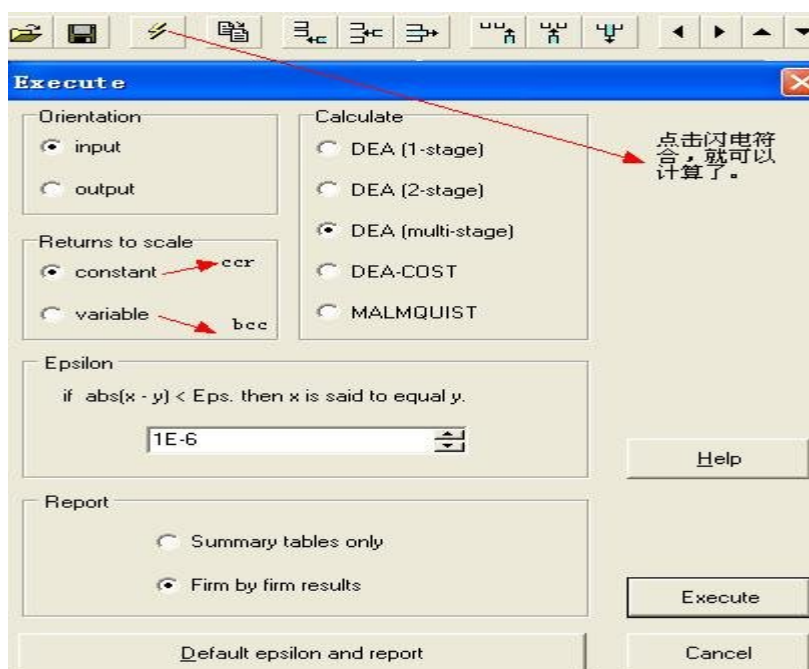 Execute
点击闪电符
合，就可以
计算了。
Orientation
input
output
Calculate
DEA (1-stage)
DEA (2-stage)
DEA (multi-stage)
DEA-COST
MALMQUIST
Returns to scale
constant
ccr
variable
bcc
Epsilon
if abs(x - y) < Eps. then x is said to equal y.
1E-6
Help
Report
Summary tables only
Firm by firm results
Execute
Default epsilon and report
Cancel